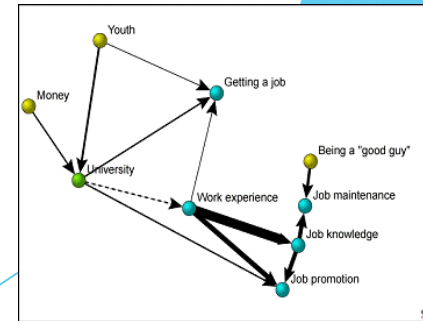 Youth
Getting a job
Money
Being a "good guy"
University
Job maintenance
Work experience
Job knowledge
Job promotion